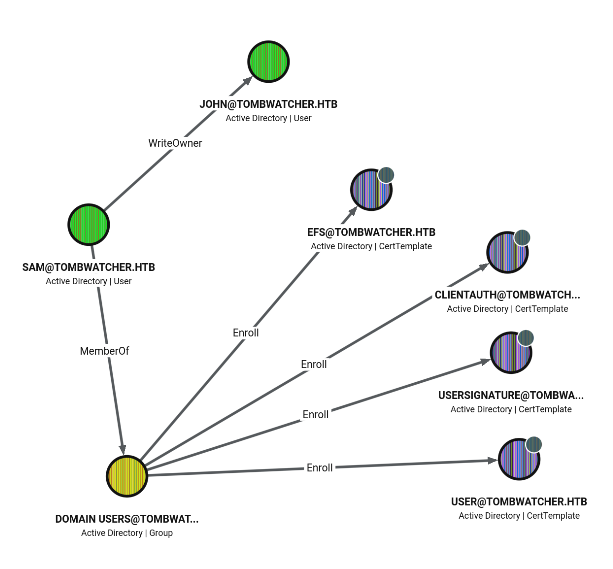 JOHN@TOMBWATCHER.HTB
Active Directory | User
WriteOwner
EFS@TOMBWATCHER.HTB
Active Directory | CertTemplate
SAM@TOMBWATCHER.HTB
Active Directory | User
CLIENTAUTH@TOMBWATCH...
Active Directory | CertTemplate
Enroll
MemberOf
Enroll
USERSIGNATURE@TOMBWA...
Active Directory | CertTemplate
Enroll
Enroll
USER@TOMBWATCHER.HTB
Active Directory | CertTemplate
DOMAIN USERS@TOMBWAT...
Active Directory | Group